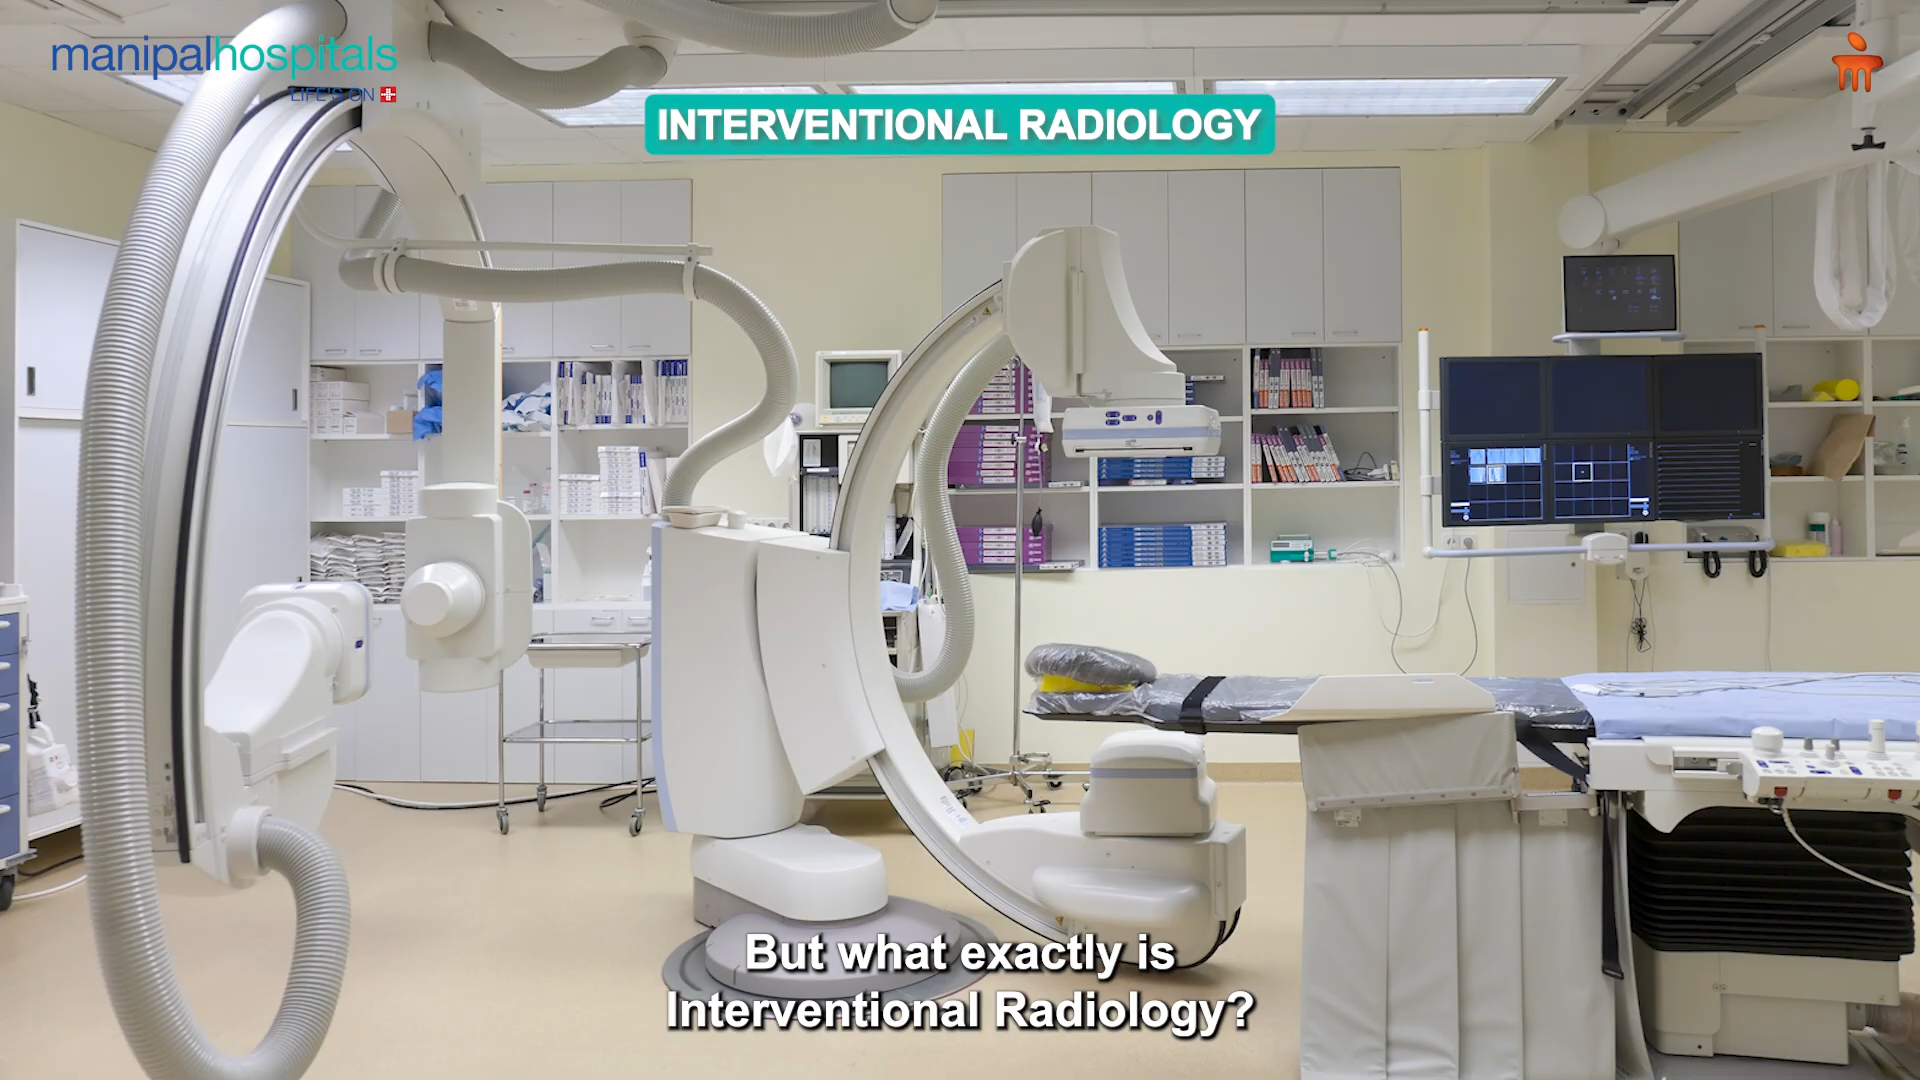 manipalhospitals
LIFE'S ON
INTERVENTIONAL RADIOLOGY
But what exactly is
Interventional Radiology?